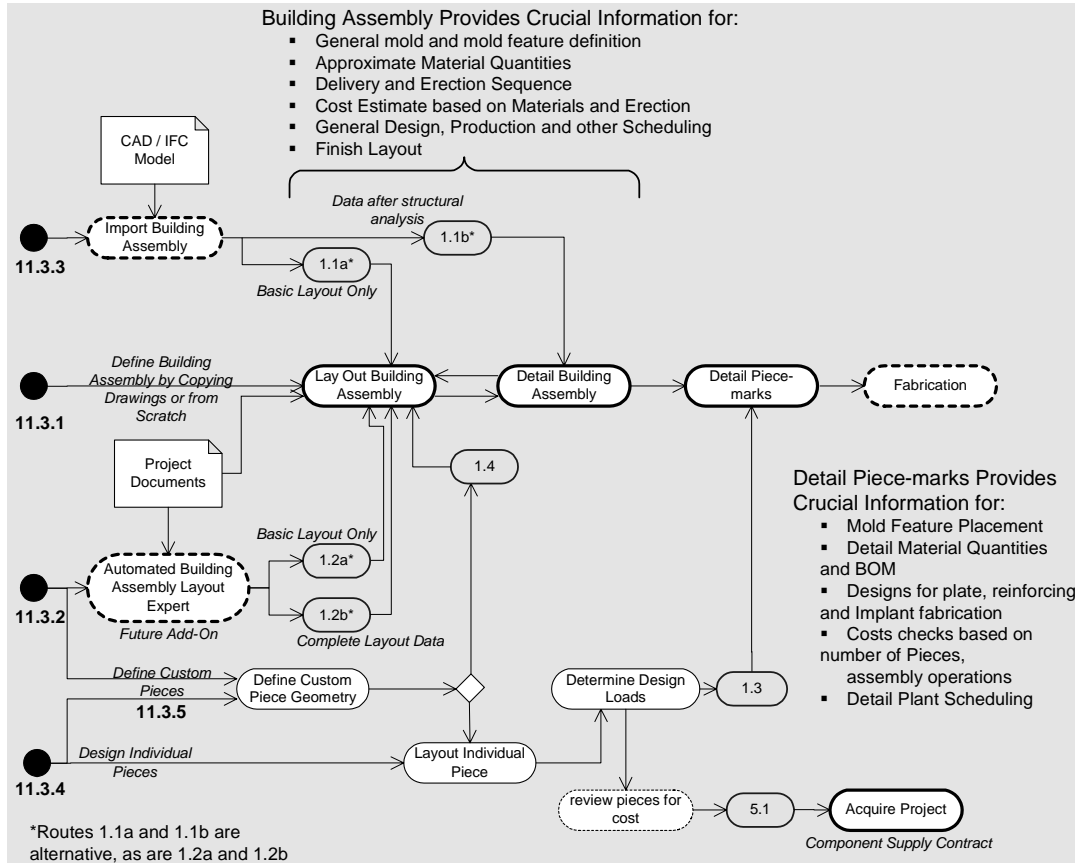 Building Assembly Provides Crucial Information for:
▪ General mold and mold feature definition
▪ Approximate Material Quantities
▪ Delivery and Erection Sequence
▪ Cost Estimate based on Materials and Erection
▪ General Design, Production and other Scheduling
▪ Finish Layout
CAD / IFC
Model
Data after structural
analysis
Import Building
Assembly
1.1b*
11.3.3
1.1a*
Basic Layout Only
Define Building
Assembly by Copying
Drawings or from
Scratch
11.3.1
Lay Out Building
Assembly
Detail Building
Assembly
Detail Piece-
marks
Fabrication
Project
Documents
1.4
Detail Piece-marks Provides
Crucial Information for:
▪ Mold Feature Placement
▪ Detail Material Quantities
and BOM
▪ Designs for plate, reinforcing
and Implant fabrication
▪ Costs checks based on
number of Pieces,
assembly operations
▪ Detail Plant Scheduling
Basic Layout Only
1.2a*
Automated Building
Assembly Layout
Expert
11.3.2
Future Add-On
1.2b*
Complete Layout Data
Define Custom
Pieces
11.3.5
Define Custom
Piece Geometry
Determine Design
Loads
1.3
Design Individual
Pieces
11.3.4
Layout Individual
Piece
review pieces for
cost
5.1
Acquire Project
Component Supply Contract
*Routes 1.1a and 1.1b are
alternative, as are 1.2a and 1.2b